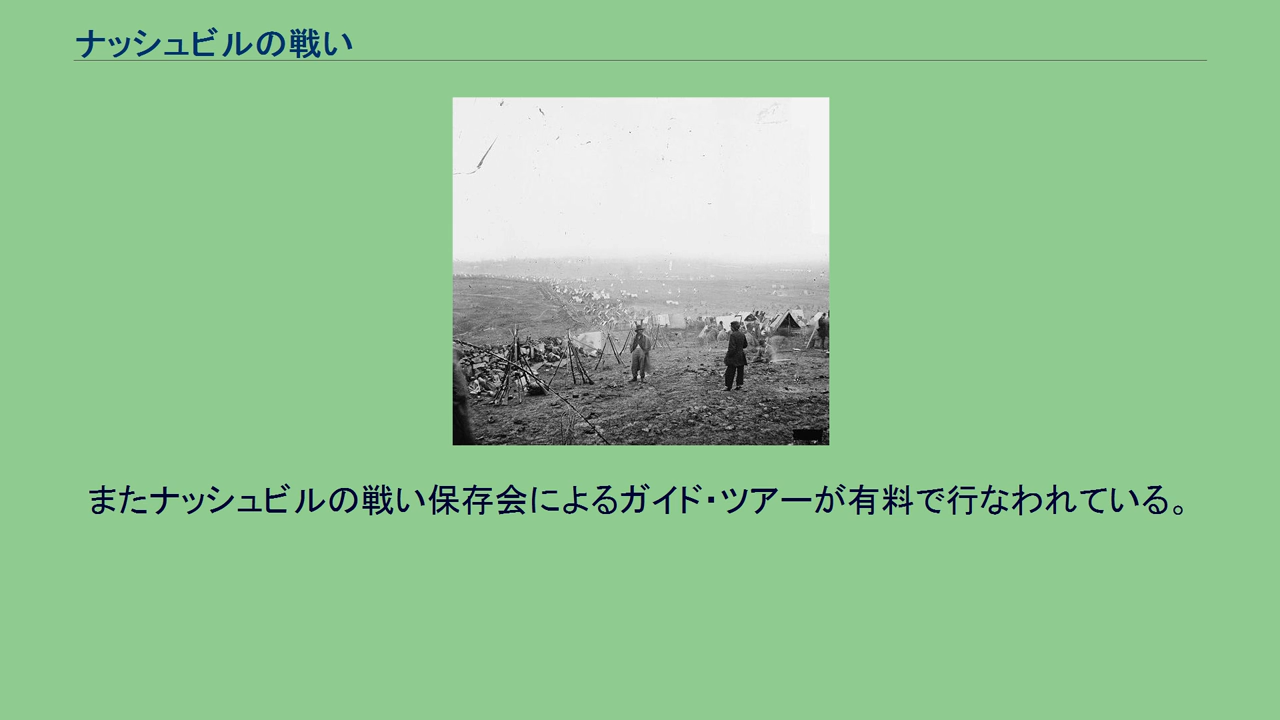 ナッシュビルの戦い
またナッシュビルの戦い保存会によるガイド・ツアーが有料で行なわれている。